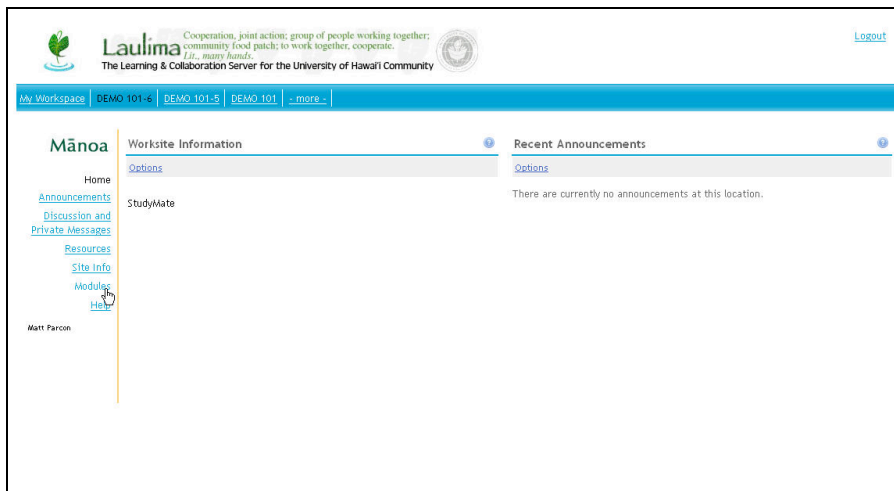 Laulima
Cooperation, joint action; group of people working together;
community food patch; to work together, cooperate.
Lit., many hands.
The Learning & Collaboration Server for the University of Hawai'i Community
Logout
My Workspace DEMO 101-6 DEMO 101-5 DEMO 101 - more -
Mānoa
Home
Announcements
Discussion and
Private Messages
Resources
Site Info
Modules
Help
Matt Parcon
Worksite Information
Options
StudyMate
Recent Announcements
Options
There are currently no announcements at this location.